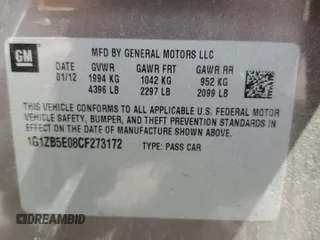 GM
MFD BY GENERAL MOTORS LLC
DATE GVWR GAWR FRT GAWR RR
01/12 1994 KG 1042 KG 952 KG
4396 LB 2297 LB 2099 LB
THIS VEHICLE CONFORMS TO ALL APPLICABLE U.S. FEDERAL MOTOR
VEHICLE SAFETY, BUMPER, AND THEFT PREVENTION STANDARDS
IN EFFECT ON THE DATE OF MANUFACTURE SHOWN ABOVE.
1G1ZB5E08CF273172 TYPE: PASS CAR
DREAMBID